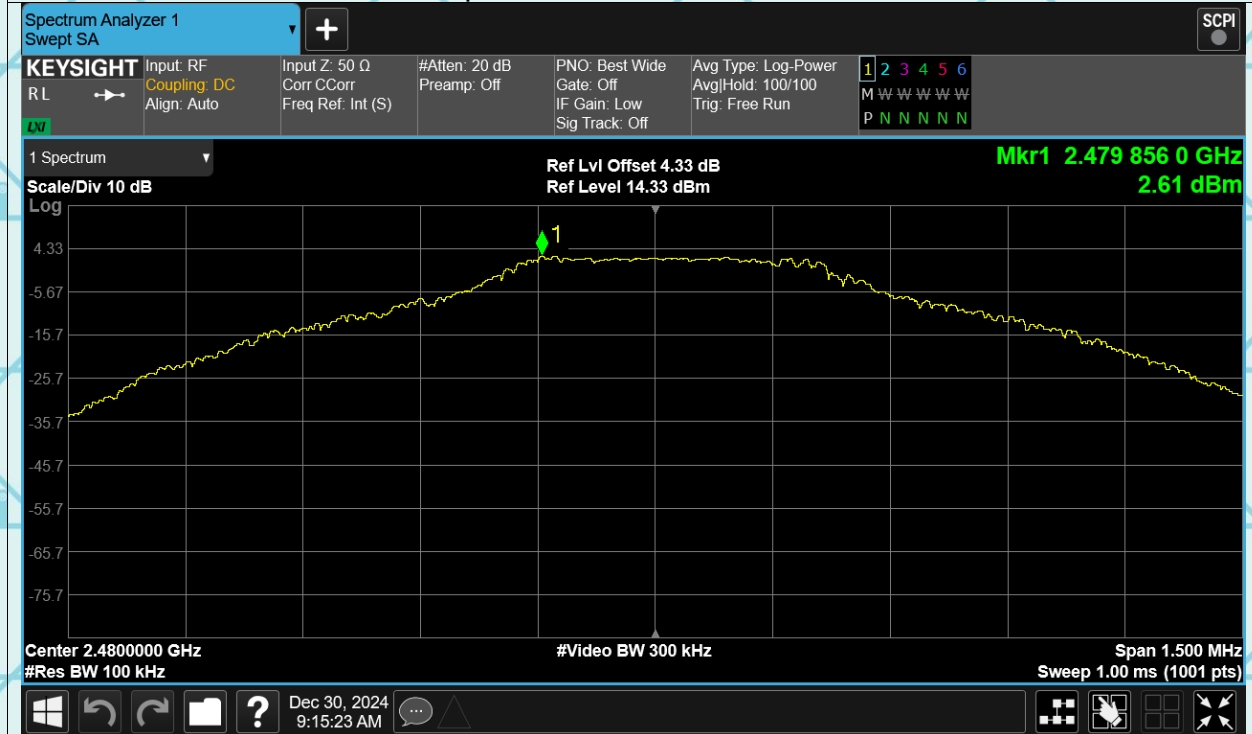 Spectrum Analyzer 1
Swept SA
+
SCPI
KEYSIGHT
R L
LXI
Input: RF
Coupling: DC
Align: Auto
Input Z: 50 Ω
Corr CCorr
Freq Ref: Int (S)
#Atten: 20 dB
Preamp: Off
PNO: Best Wide
Gate: Off
IF Gain: Low
Sig Track: Off
Avg Type: Log-Power
Avg|Hold: 100/100
Trig: Free Run
1 2 3 4 5 6
M W W W W W
P N N N N N
1 Spectrum
Scale/Div 10 dB
Log
Ref Lvl Offset 4.33 dB
Ref Level 14.33 dBm
Mkr1 2.479 856 0 GHz
2.61 dBm
1
4.33
-5.67
-15.7
-25.7
-35.7
-45.7
-55.7
-65.7
-75.7
Center 2.4800000 GHz
#Res BW 100 kHz
#Video BW 300 kHz
Span 1.500 MHz
Sweep 1.00 ms (1001 pts)
?
Dec 30, 2024
9:15:23 AM